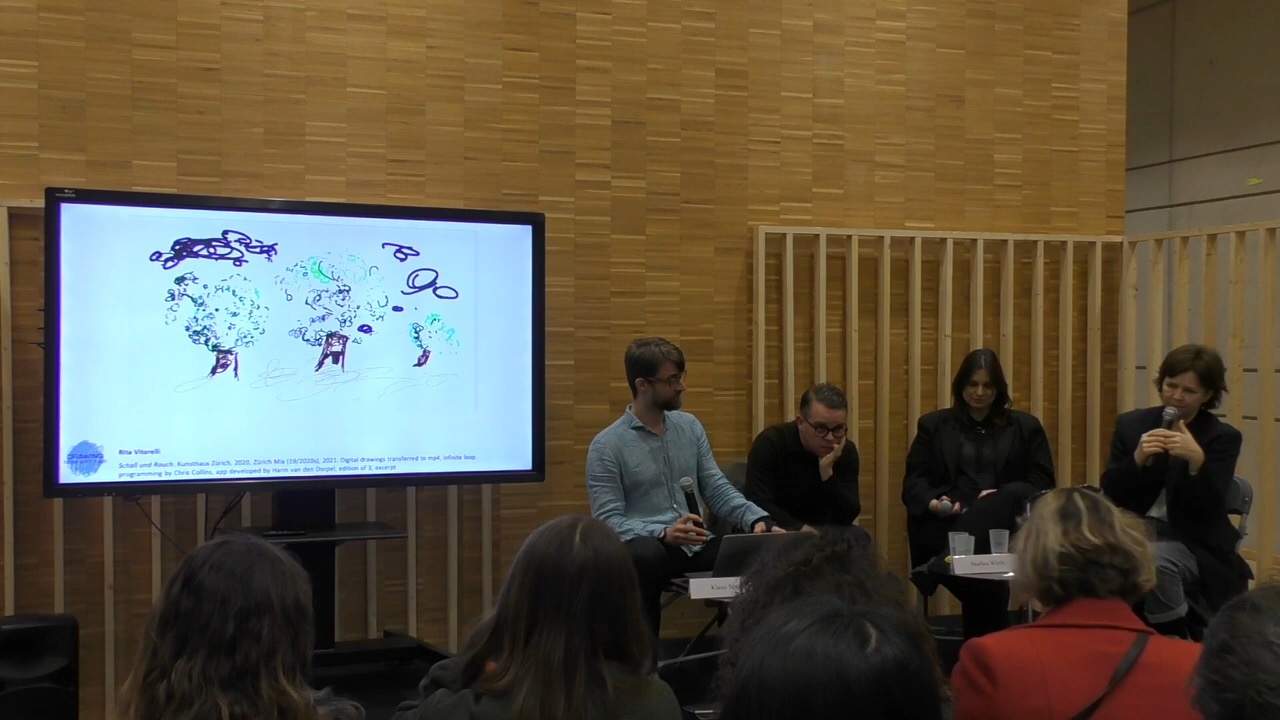 Rita Vitorelli
Schall und Rauch. Kunsthaus Zürich, 2020, Zürich Mia (19/2020s), 2021. Digital drawings transferred to mp4, infinite loop.
programming by Chris Collins, app developed by Harm van den Dorpel, edition of 3, excerpt
Klaus